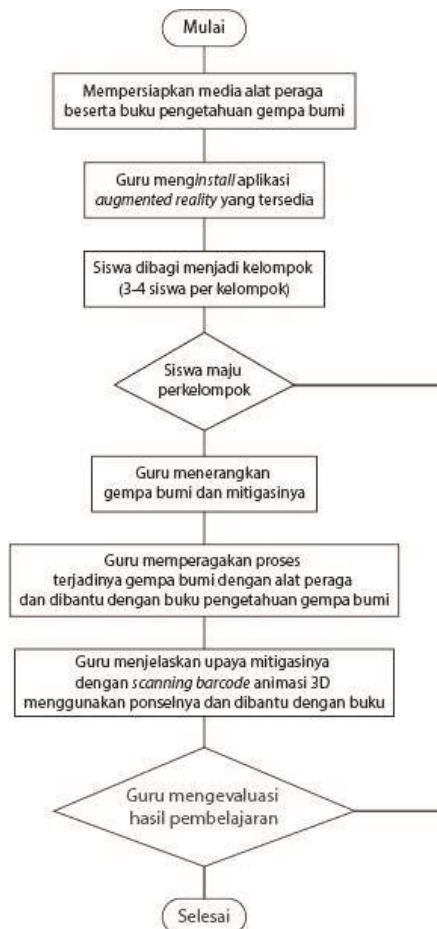 Mulai
Mempersiapkan media alat peraga
beserta buku pengetahuan gempa bumi
Guru menginstall aplikasi
augmented reality yang tersedia
Siswa dibagi menjadi kelompok
(3-4 siswa per kelompok)
Siswa maju
perkelompok
Guru menerangkan
gempa bumi dan mitigasinya
Guru memperagakan proses
terjadinya gempa bumi dengan alat peraga
dan dibantu dengan buku pengetahuan gempa bumi
Guru menjelaskan upaya mitigasinya
dengan scanning barcode animasi 3D
menggunakan ponselnya dan dibantu dengan buku
Guru mengevaluasi
hasil pembelajaran
Selesai